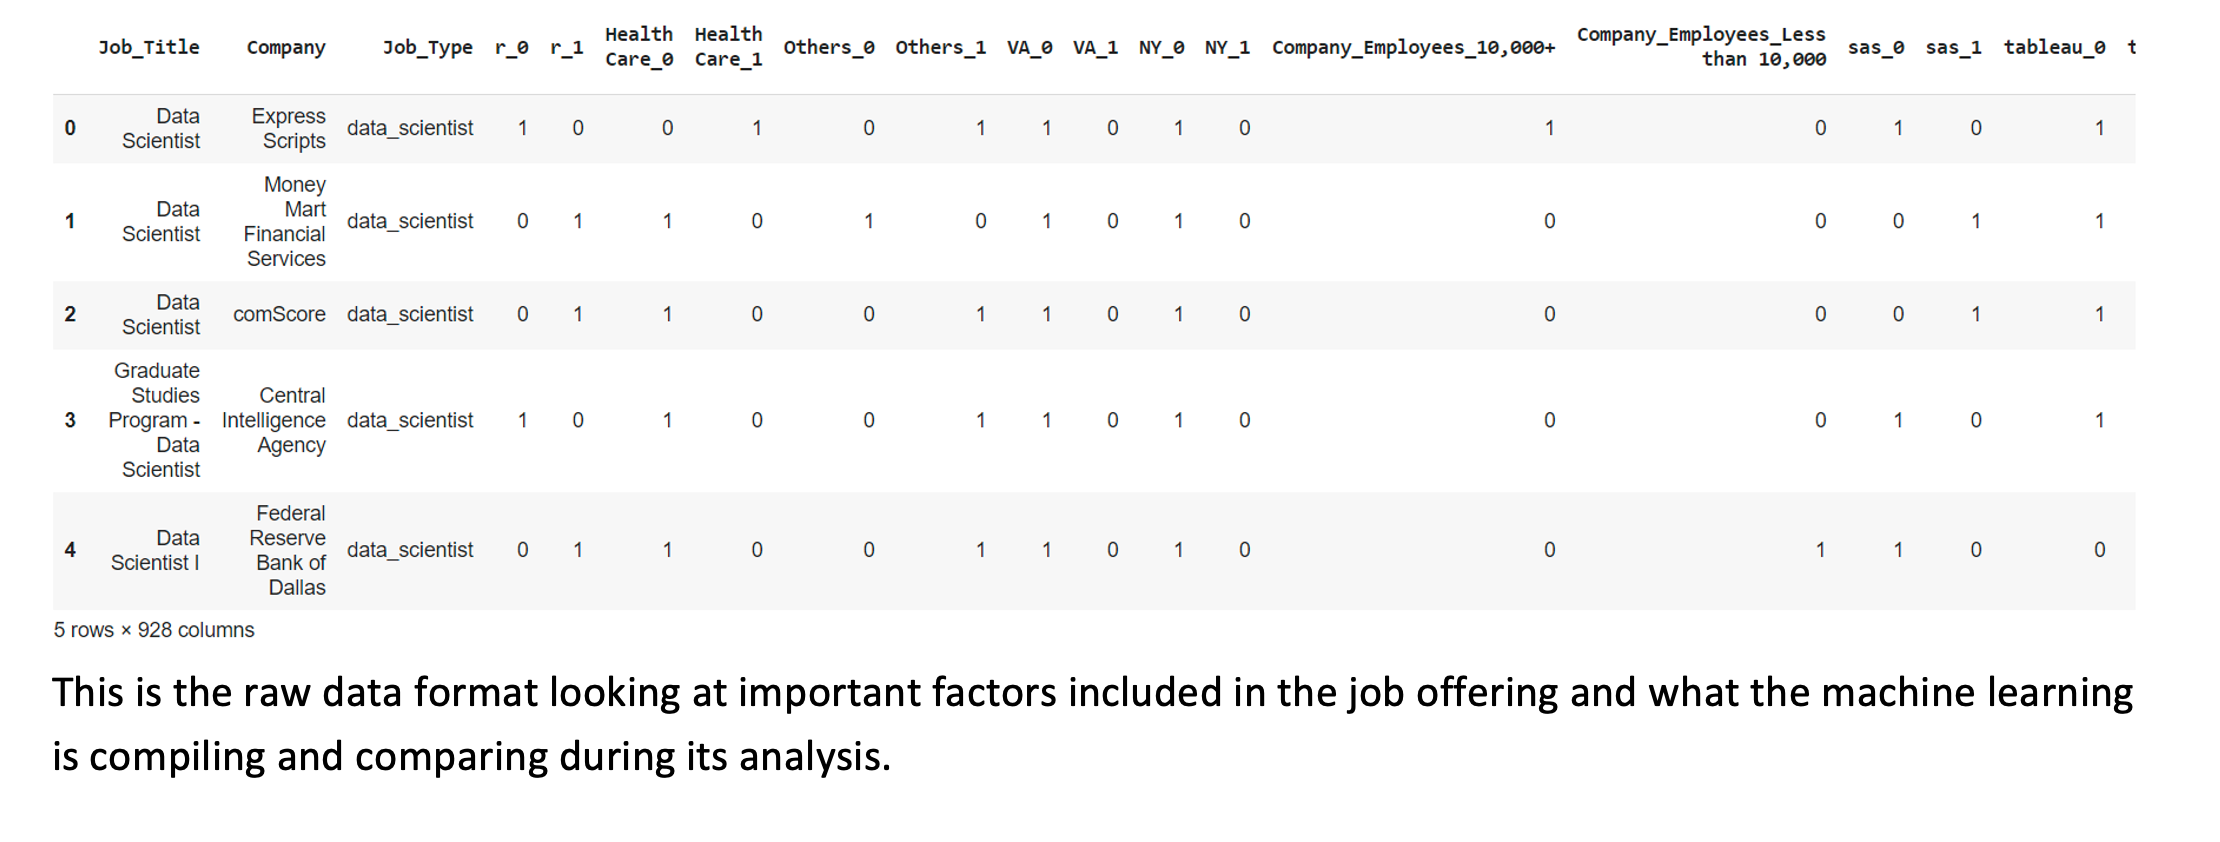 Job_Title Company Job_Type r_0 r_1 Health Care_0 Health Care_1 Others_0 Others_1 VA_0 VA_1 NY_0 NY_1 Company_Employees_10,000+ Company_Employees_Less than 10,000 sas_0 sas_1 tableau_0 t
0 Data Scientist Express Scripts data_scientist 1 0 0 1 0 1 1 0 1 0 1 0 1 0 1
1 Data Scientist Money Mart Financial Services data_scientist 0 1 1 0 1 0 1 0 1 0 0 0 0 1 1
2 Data Scientist comScore data_scientist 0 1 1 0 0 1 1 0 1 0 0 0 0 1 1
3 Graduate Studies Program - Data Scientist Central Intelligence Agency data_scientist 1 0 1 0 0 1 1 0 1 0 0 0 1 0 1
4 Data Scientist I Federal Reserve Bank of Dallas data_scientist 0 1 1 0 0 1 1 0 1 0 0 1 1 0 0
5 rows × 928 columns
This is the raw data format looking at important factors included in the job offering and what the machine learning
is compiling and comparing during its analysis.